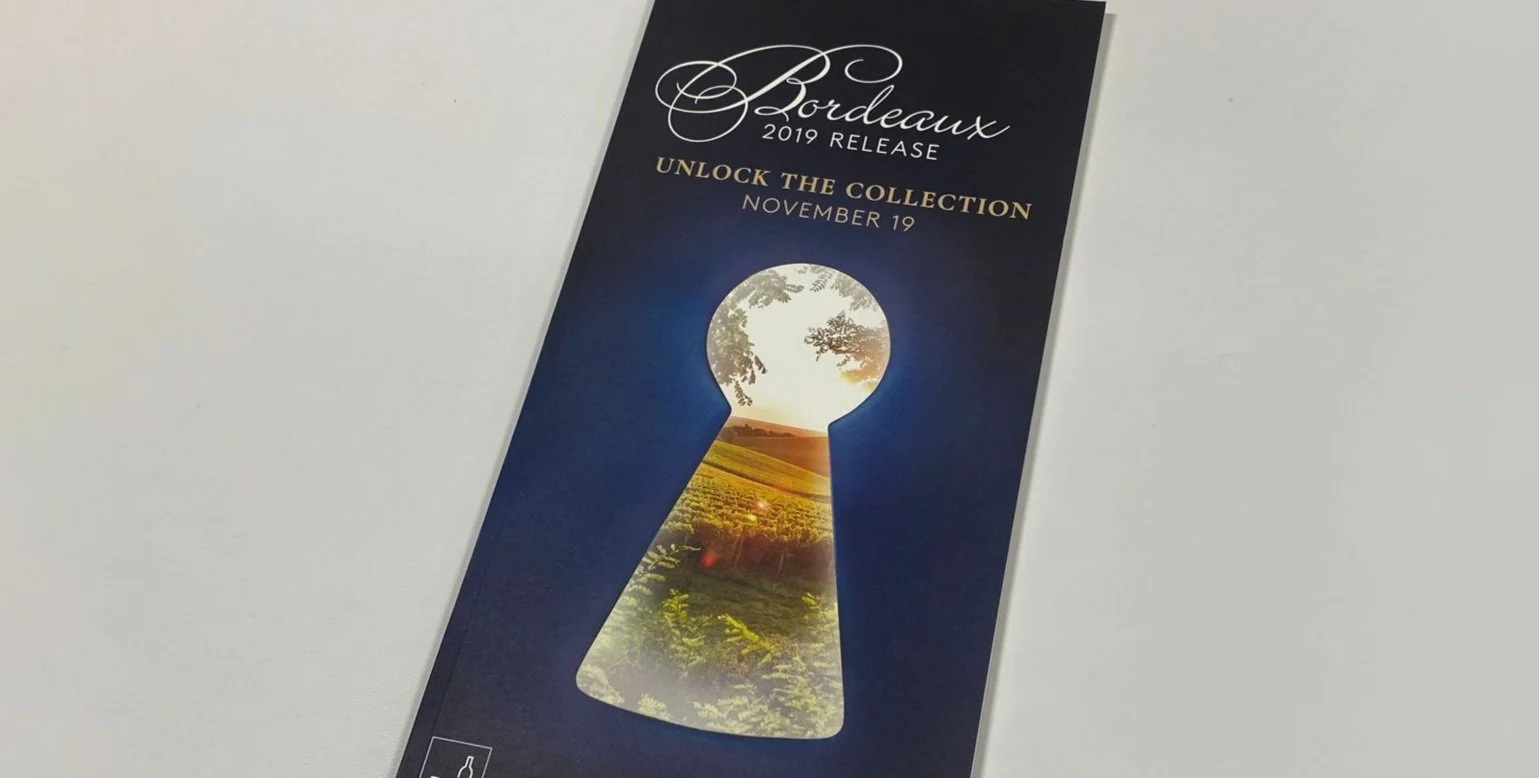 Bordeaux
2019 RELEASE
UNLOCK THE COLLECTION
NOVEMBER 19